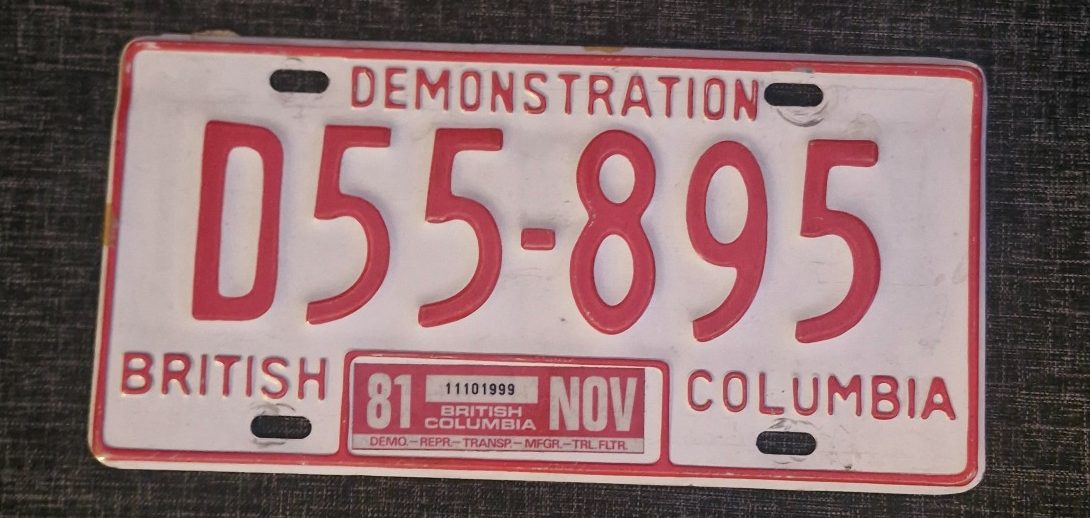 DEMONSTRATION
D55-895
BRITISH
81 11101999 NOV
BRITISH
COLUMBIA
DEMO.-REPR.-TRANSP.-MFGR.-TRL.FLTR.
COLUMBIA